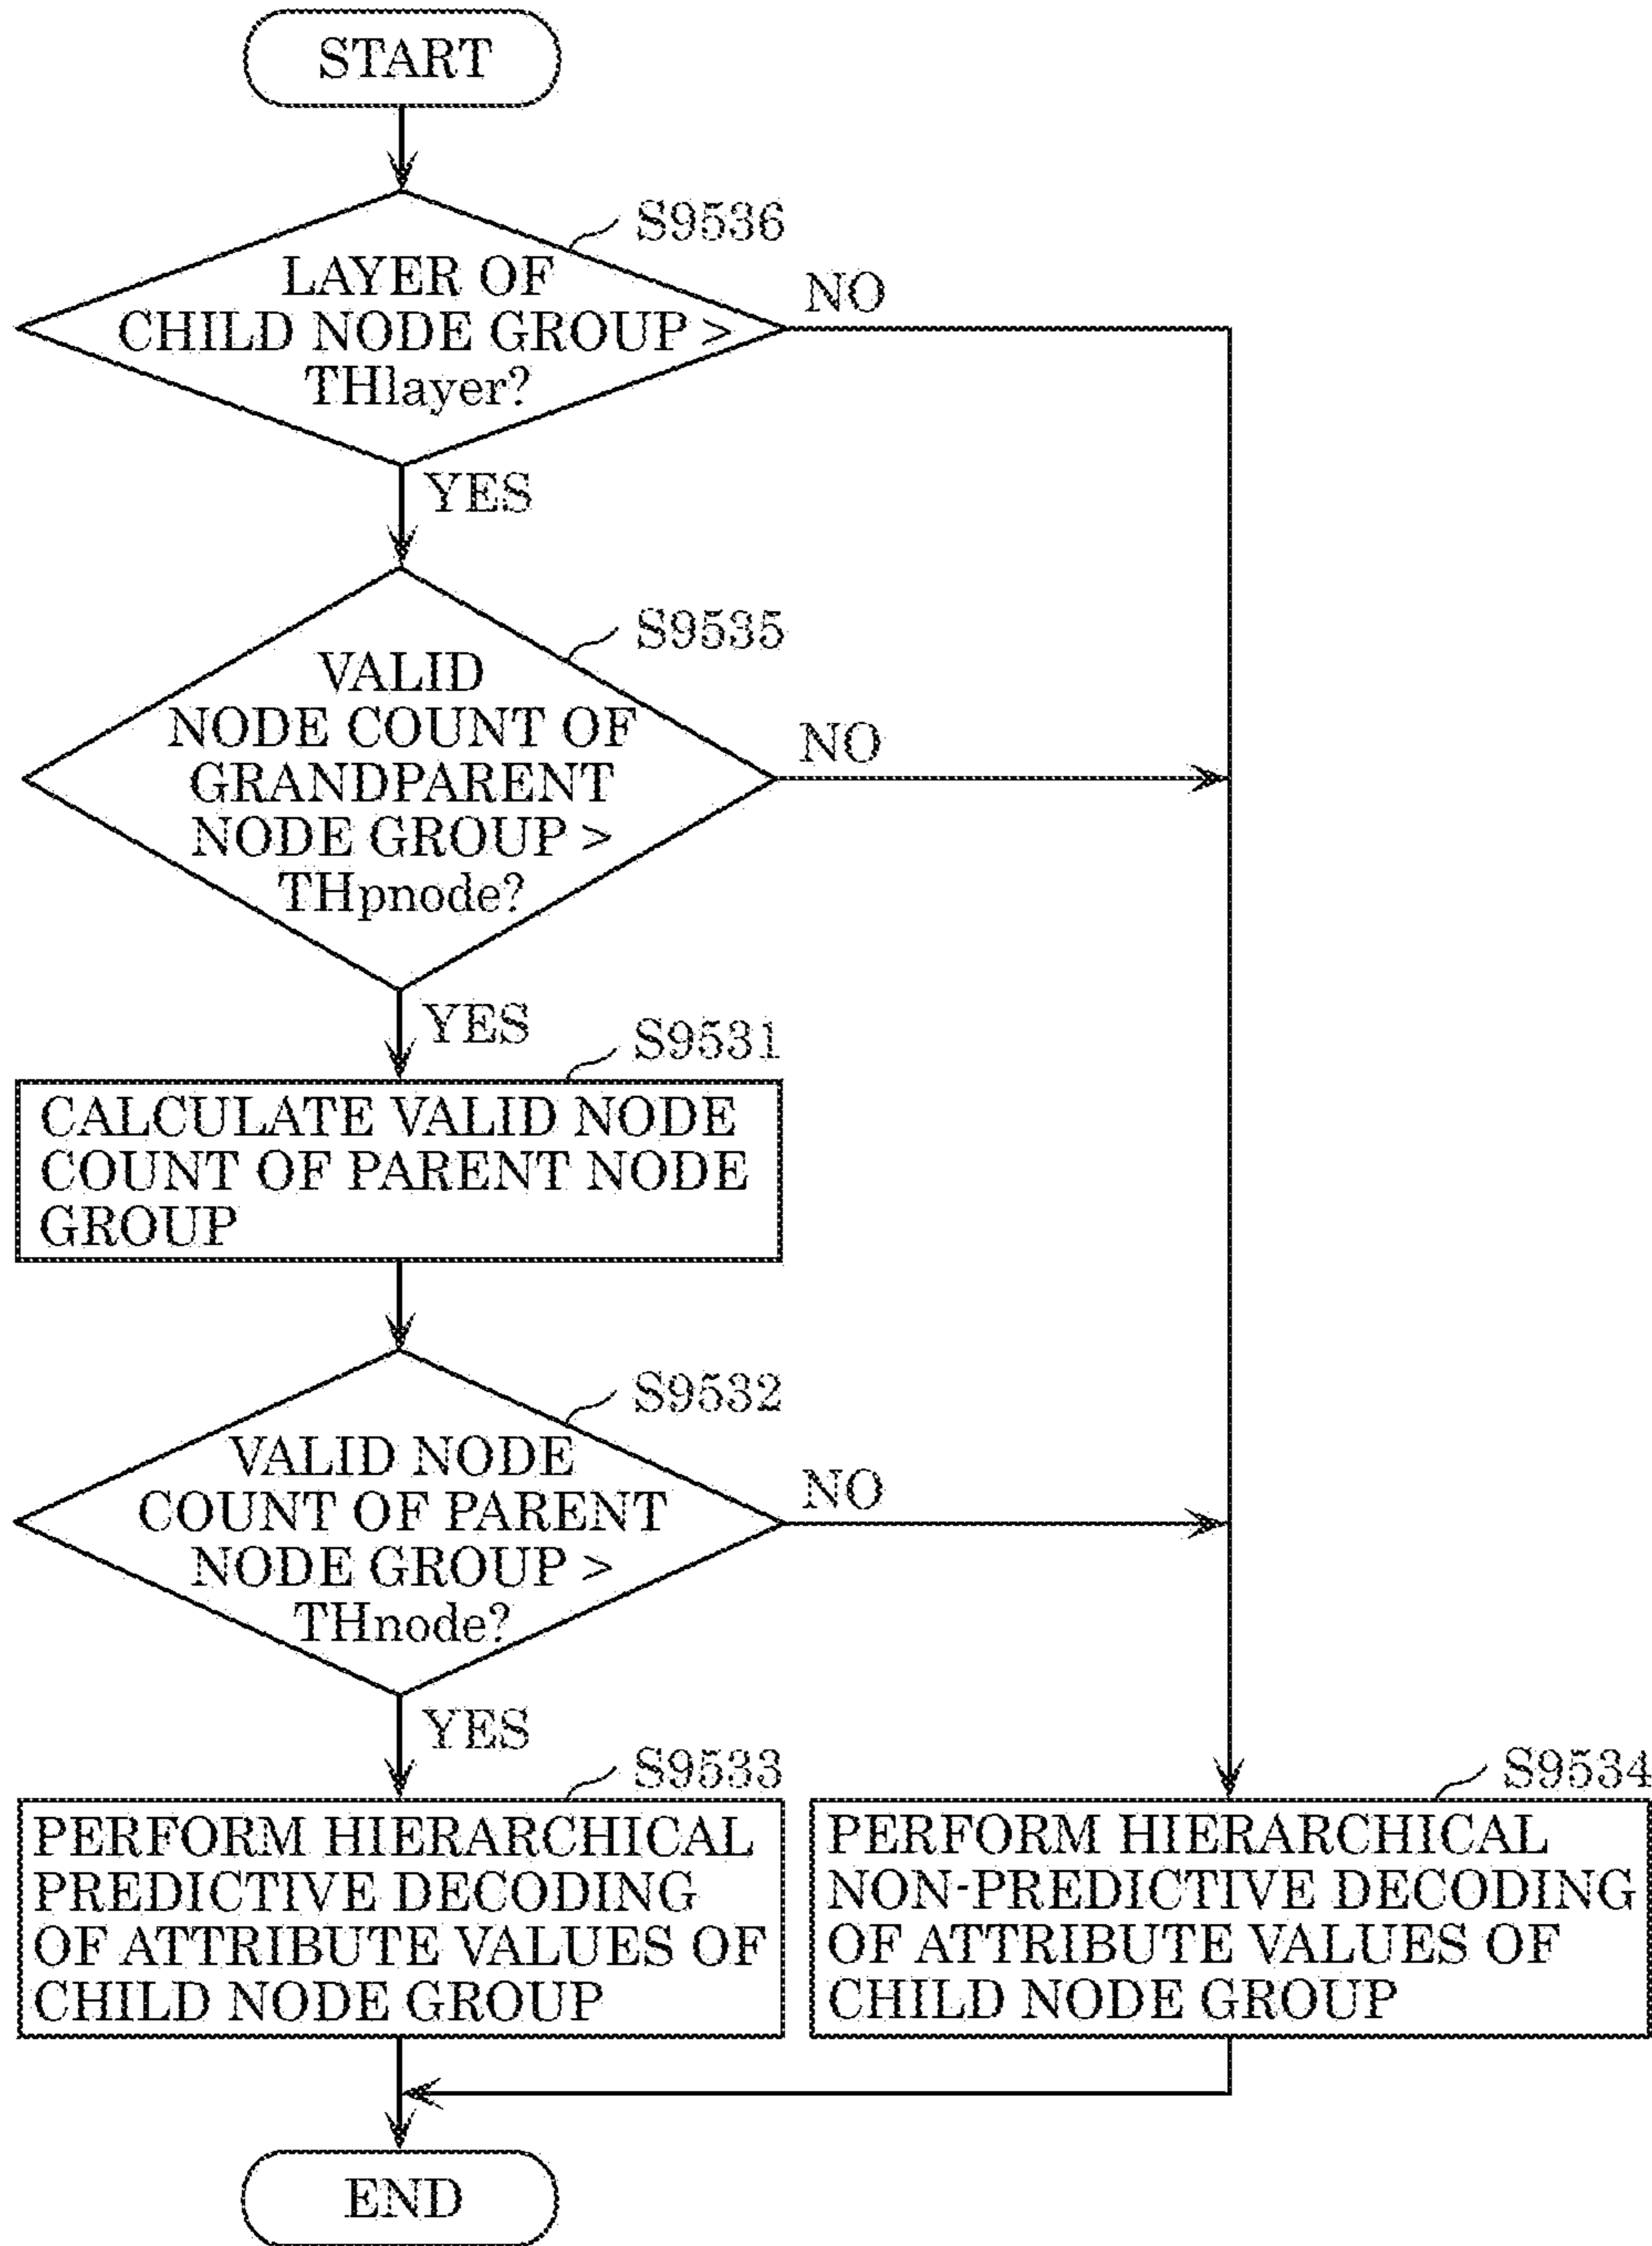 START
S9536
LAYER OF
CHILD NODE GROUP >
THlayer?
NO
YES
S9535
VALID
NODE COUNT OF
GRANDPARENT
NODE GROUP >
THpnode?
NO
YES
S9531
CALCULATE VALID NODE
COUNT OF PARENT NODE
GROUP
S9532
VALID NODE
COUNT OF PARENT
NODE GROUP >
THnode?
NO
YES
S9533
PERFORM HIERARCHICAL
PREDICTIVE DECODING
OF ATTRIBUTE VALUES OF
CHILD NODE GROUP
S9534
PERFORM HIERARCHICAL
NON-PREDICTIVE DECODING
OF ATTRIBUTE VALUES OF
CHILD NODE GROUP
END